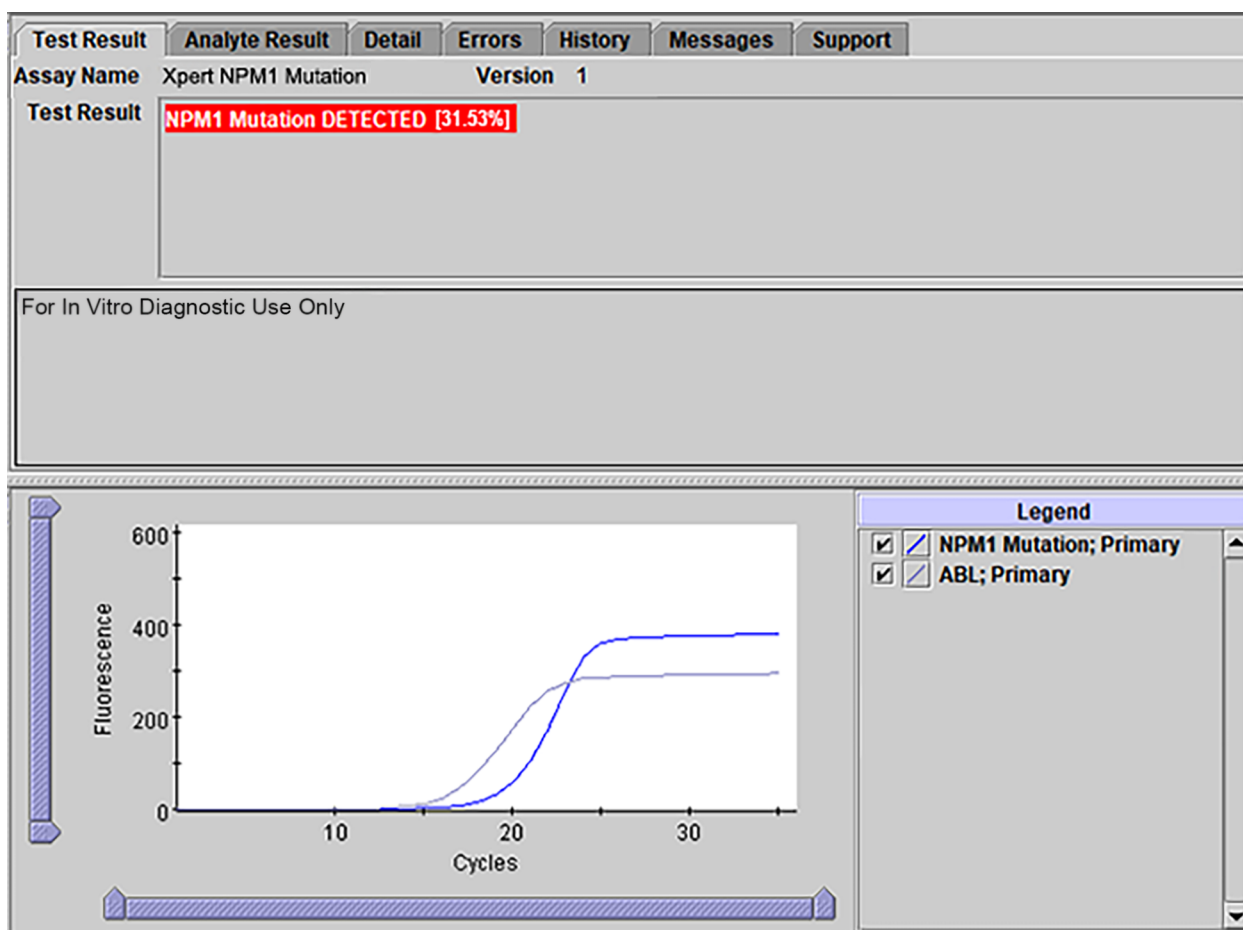 Test Result Analyte Result Detail Errors History Messages Support
Assay Name Xpert NPM1 Mutation Version 1
Test Result NPM1 Mutation DETECTED [31.53%]
For In Vitro Diagnostic Use Only
600
400
200
0
Fluorescence
10 20 30
Cycles
Legend
NPM1 Mutation; Primary
ABL; Primary